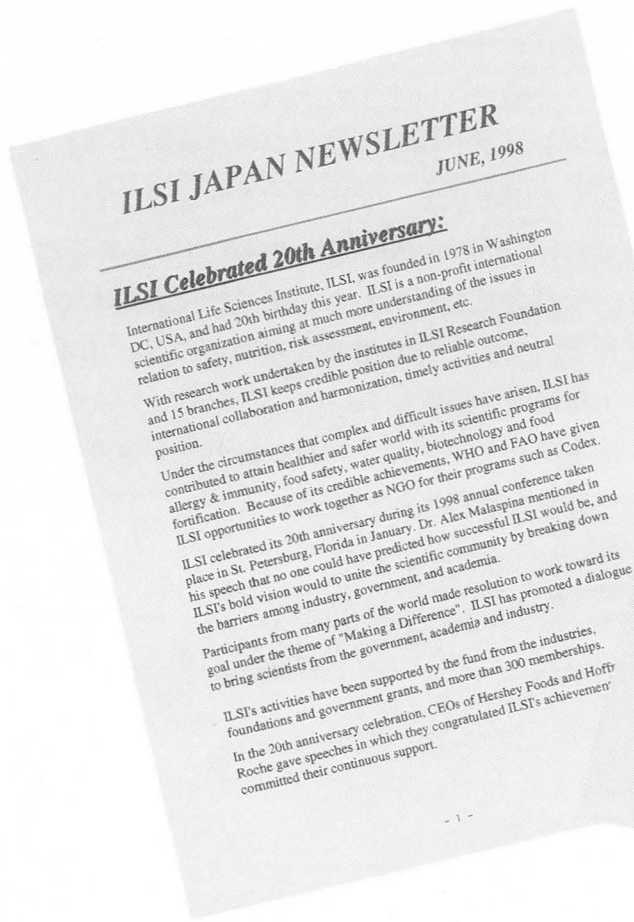 ILSI JAPAN NEWSLETTER
JUNE, 1998
ILSI Celebrated 20th Anniversary:
International Life Sciences Institute, ILSI, was founded in 1978 in Washington
DC, USA, and had 20th birthday this year. ILSI is a non-profit international
scientific organization aiming at much more understanding of the issues in
relation to safety, nutrition, risk assessment, environment, etc.
With research work undertaken by the institutes in ILSI Research Foundation
and 15 branches, ILSI keeps credible position due to reliable outcome,
international collaboration and harmonization, timely activities and neutral
position.
Under the circumstances that complex and difficult issues have arisen, ILSI has
contributed to attain healthier and safer world with its scientific programs for
allergy & immunity, food safety, water quality, biotechnology and food
fortification. Because of its credible achievements, WHO and FAO have given
ILSI opportunities to work together as NGO for their programs such as Codex.
ILSI celebrated its 20th anniversary during its 1998 annual conference taken
place in St. Petersburg, Florida in January. Dr. Alex Malaspina mentioned in
his speech that no one could have predicted how successful ILSI would be, and
ILSI's bold vision would to unite the scientific community by breaking down
the barriers among industry, government, and academia.
Participants from many parts of the world made resolution to work toward its
goal under the theme of "Making a Difference". ILSI has promoted a dialogue
to bring scientists from the government, academia and industry.
ILSI's activities have been supported by the fund from the industries,
foundations and government grants, and more than 300 memberships.
In the 20th anniversary celebration, CEOs of Hershey Foods and Hoffr
Roche gave speeches in which they congratulated ILSI's achievemen
committed their continuous support.
- 1 -